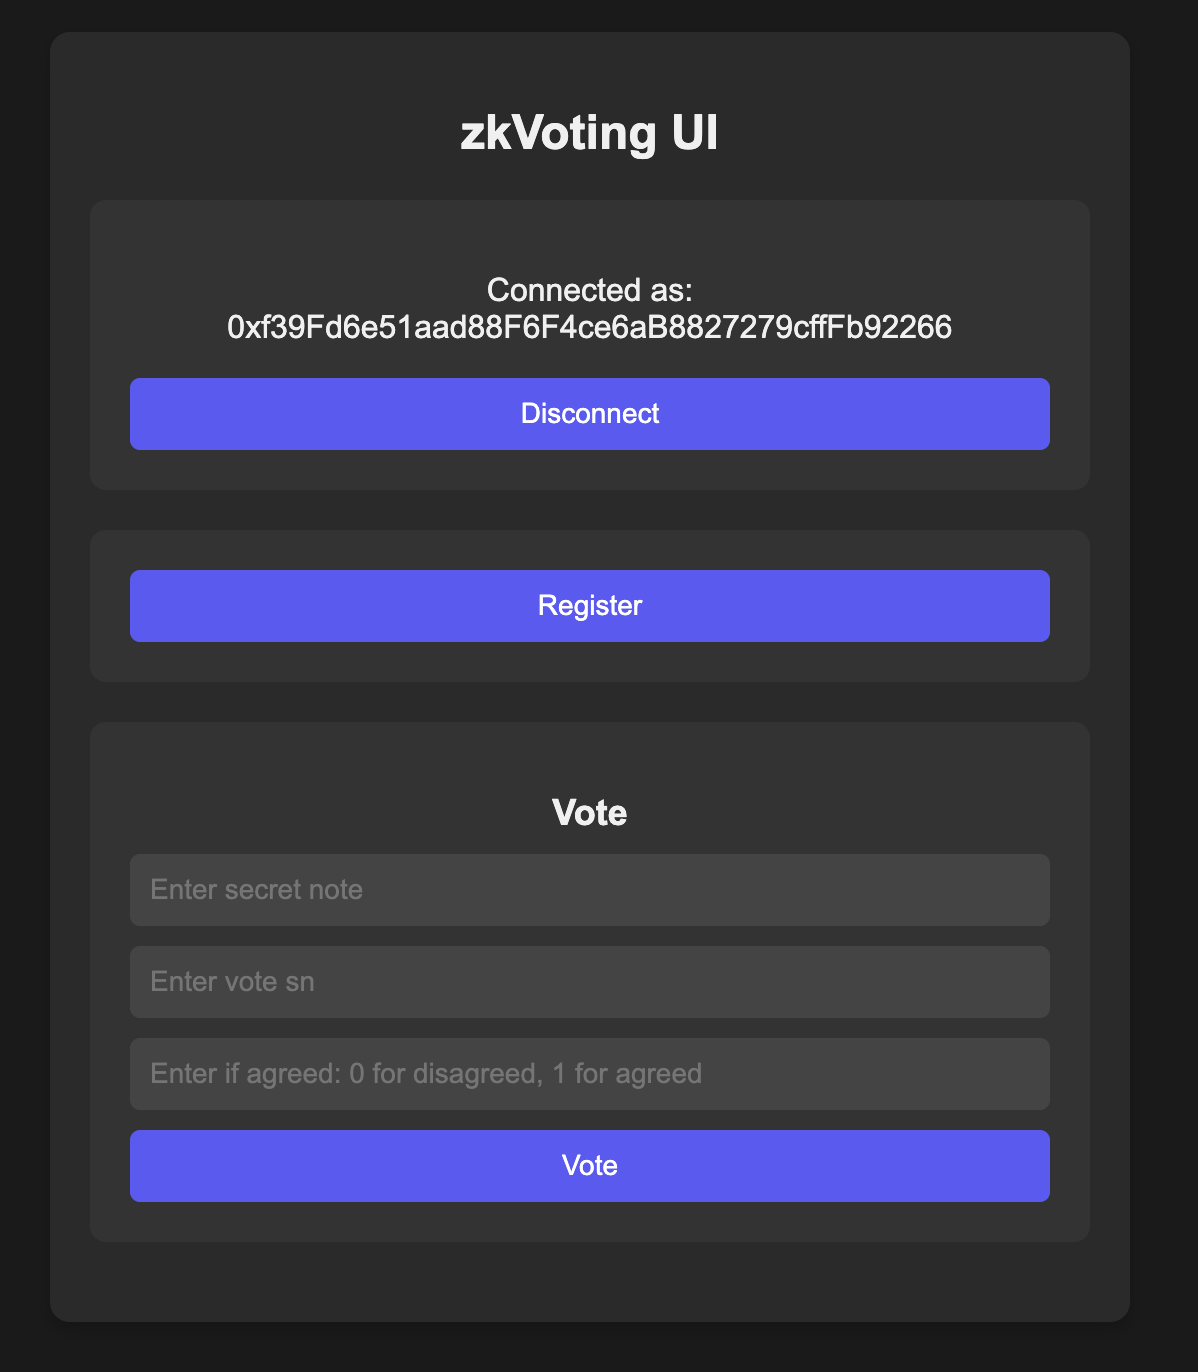 zkVoting UI
Connected as:
0xf39Fd6e51aad88F6F4ce6aB8827279cffFb92266
Disconnect
Register
Vote
Enter secret note
Enter vote sn
Enter if agreed: 0 for disagreed, 1 for agreed
Vote